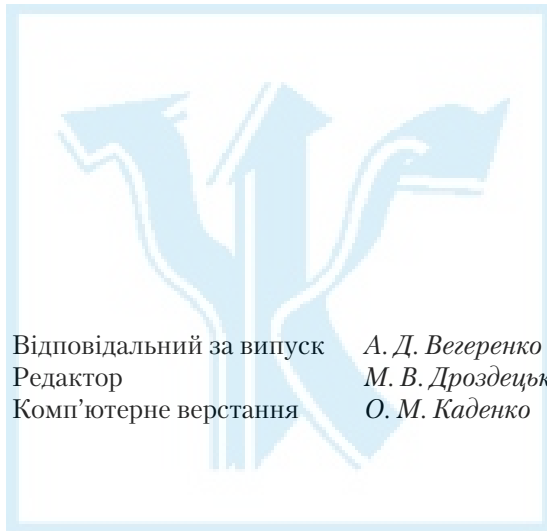 Відповідальний за випуск А. Д. Вегеренко
Редактор М. В. Дроздецьк
Комп’ютерне верстання О. М. Каденко